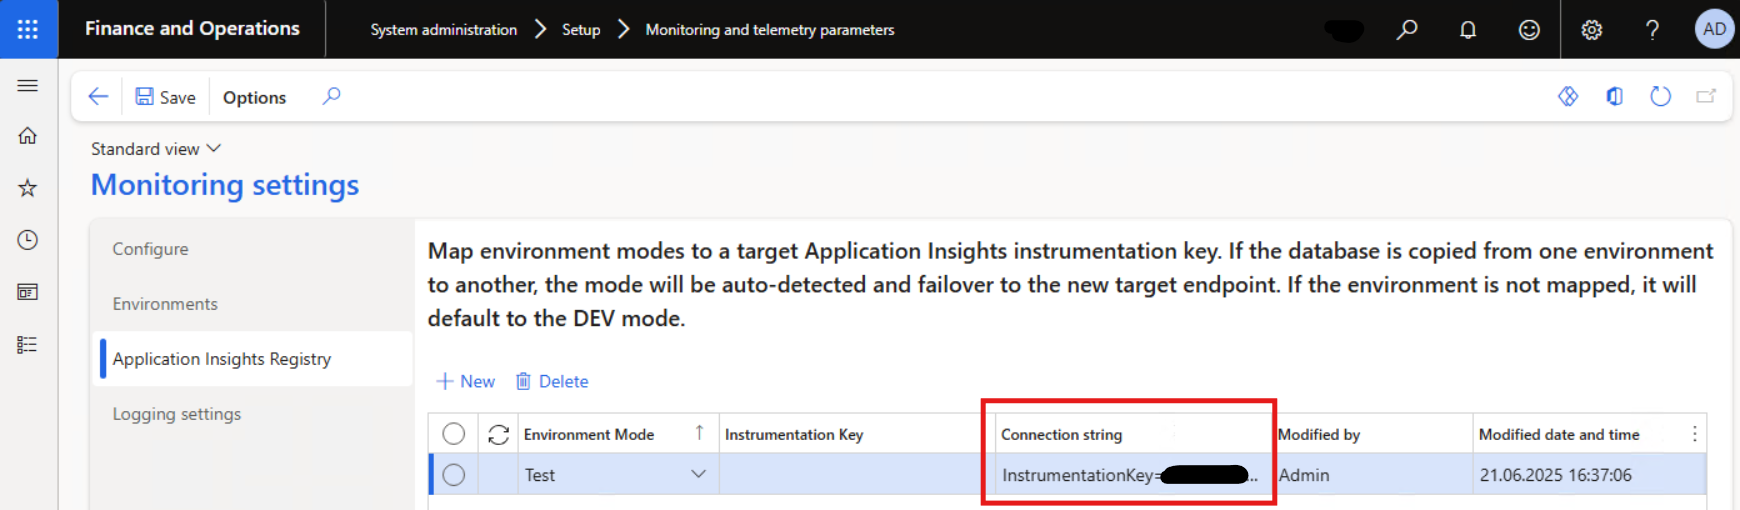 Finance and Operations
System administration > Setup > Monitoring and telemetry parameters
? AD
Save Options
Standard view
Monitoring settings
Configure
Environments
Application Insights Registry
Logging settings
Map environment modes to a target Application Insights instrumentation key. If the database is copied from one environment
to another, the mode will be auto-detected and failover to the new target endpoint. If the environment is not mapped, it will
default to the DEV mode.
+ New Delete
Environment Mode ↑ Instrumentation Key Connection string Modified by Modified date and time
Test InstrumentationKey= ... Admin 21.06.2025 16:37:06